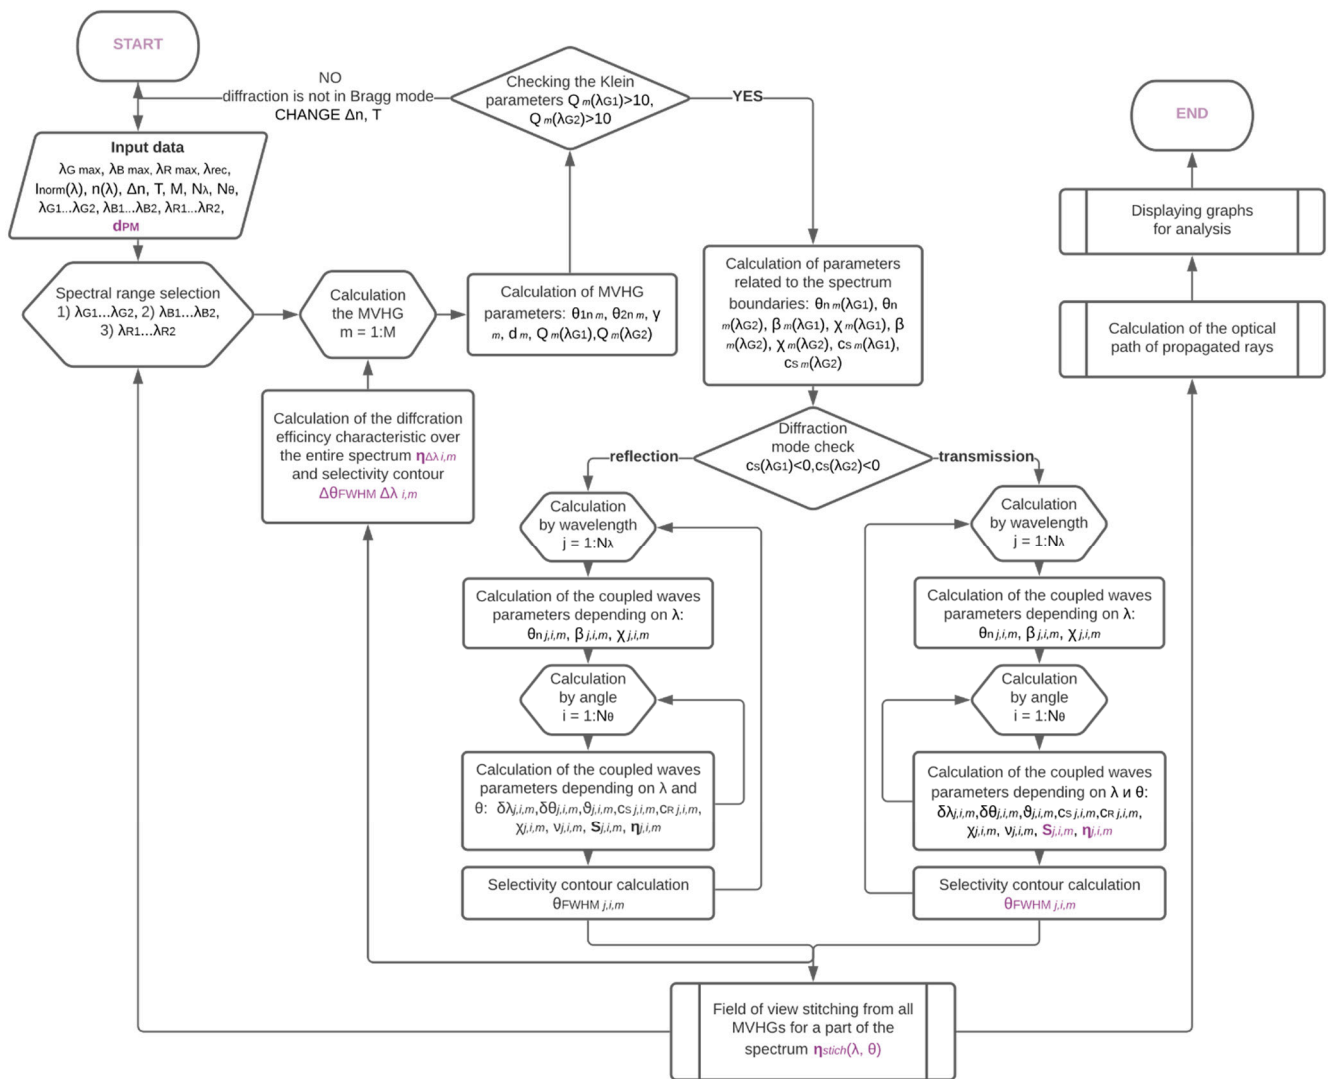 START
NO
diffraction is not in Bragg mode
CHANGE Δn, T
Checking the Klein
parameters Q m(λG1)>10,
Q m(λG2)>10
YES
END
Input data
λG max, λB max, λR max, λrec,
Inorm(λ), n(λ), Δn, T, M, Nλ, Nθ,
λG1...λG2, λB1...λB2, λR1...λR2,
dPM
Displaying graphs
for analysis
Spectral range selection
1) λG1...λG2, 2) λB1...λB2,
3) λR1...λR2
Calculation
the MVHG
m = 1:M
Calculation of MVHG
parameters: θ1n m, θ2n m, γ
m, d m, Q m(λG1),Q m(λG2)
Calculation of parameters
related to the spectrum
boundaries: θn m(λG1), θn
m(λG2), β m(λG1), χ m(λG1), β
m(λG2), χ m(λG2), cS m(λG1),
cS m(λG2)
Calculation of the optical
path of propagated rays
Calculation of the diffcration
efficincy characteristic over
the entire spectrum ηΔλ i,m
and selectivity contour
ΔθFWHM Δλ i,m
Diffraction
mode check
cS(λG1)<0,cS(λG2)<0
reflection
transmission
Calculation
by wavelength
j = 1:Nλ
Calculation
by wavelength
j = 1:Nλ
Calculation of the coupled waves
parameters depending on λ:
θn j,i,m, β j,i,m, χ j,i,m
Calculation of the coupled waves
parameters depending on λ:
θn j,i,m, β j,i,m, χ j,i,m
Calculation
by angle
i = 1:Nθ
Calculation
by angle
i = 1:Nθ
Calculation of the coupled waves
parameters depending on λ and
θ: δλj,i,m,δθj,i,m,ϑj,i,m,cS j,i,m,cR j,i,m,
χj,i,m, νj,i,m, Sj,i,m, ηj,i,m
Calculation of the coupled waves
parameters depending on λ и θ:
δλj,i,m,δθj,i,m,ϑj,i,m,cS j,i,m,cR j,i,m,
χj,i,m, νj,i,m, Sj,i,m, ηj,i,m
Selectivity contour calculation
θFWHM j,i,m
Selectivity contour calculation
θFWHM j,i,m
Field of view stitching from all
MVHGs for a part of the
spectrum ηstich(λ, θ)